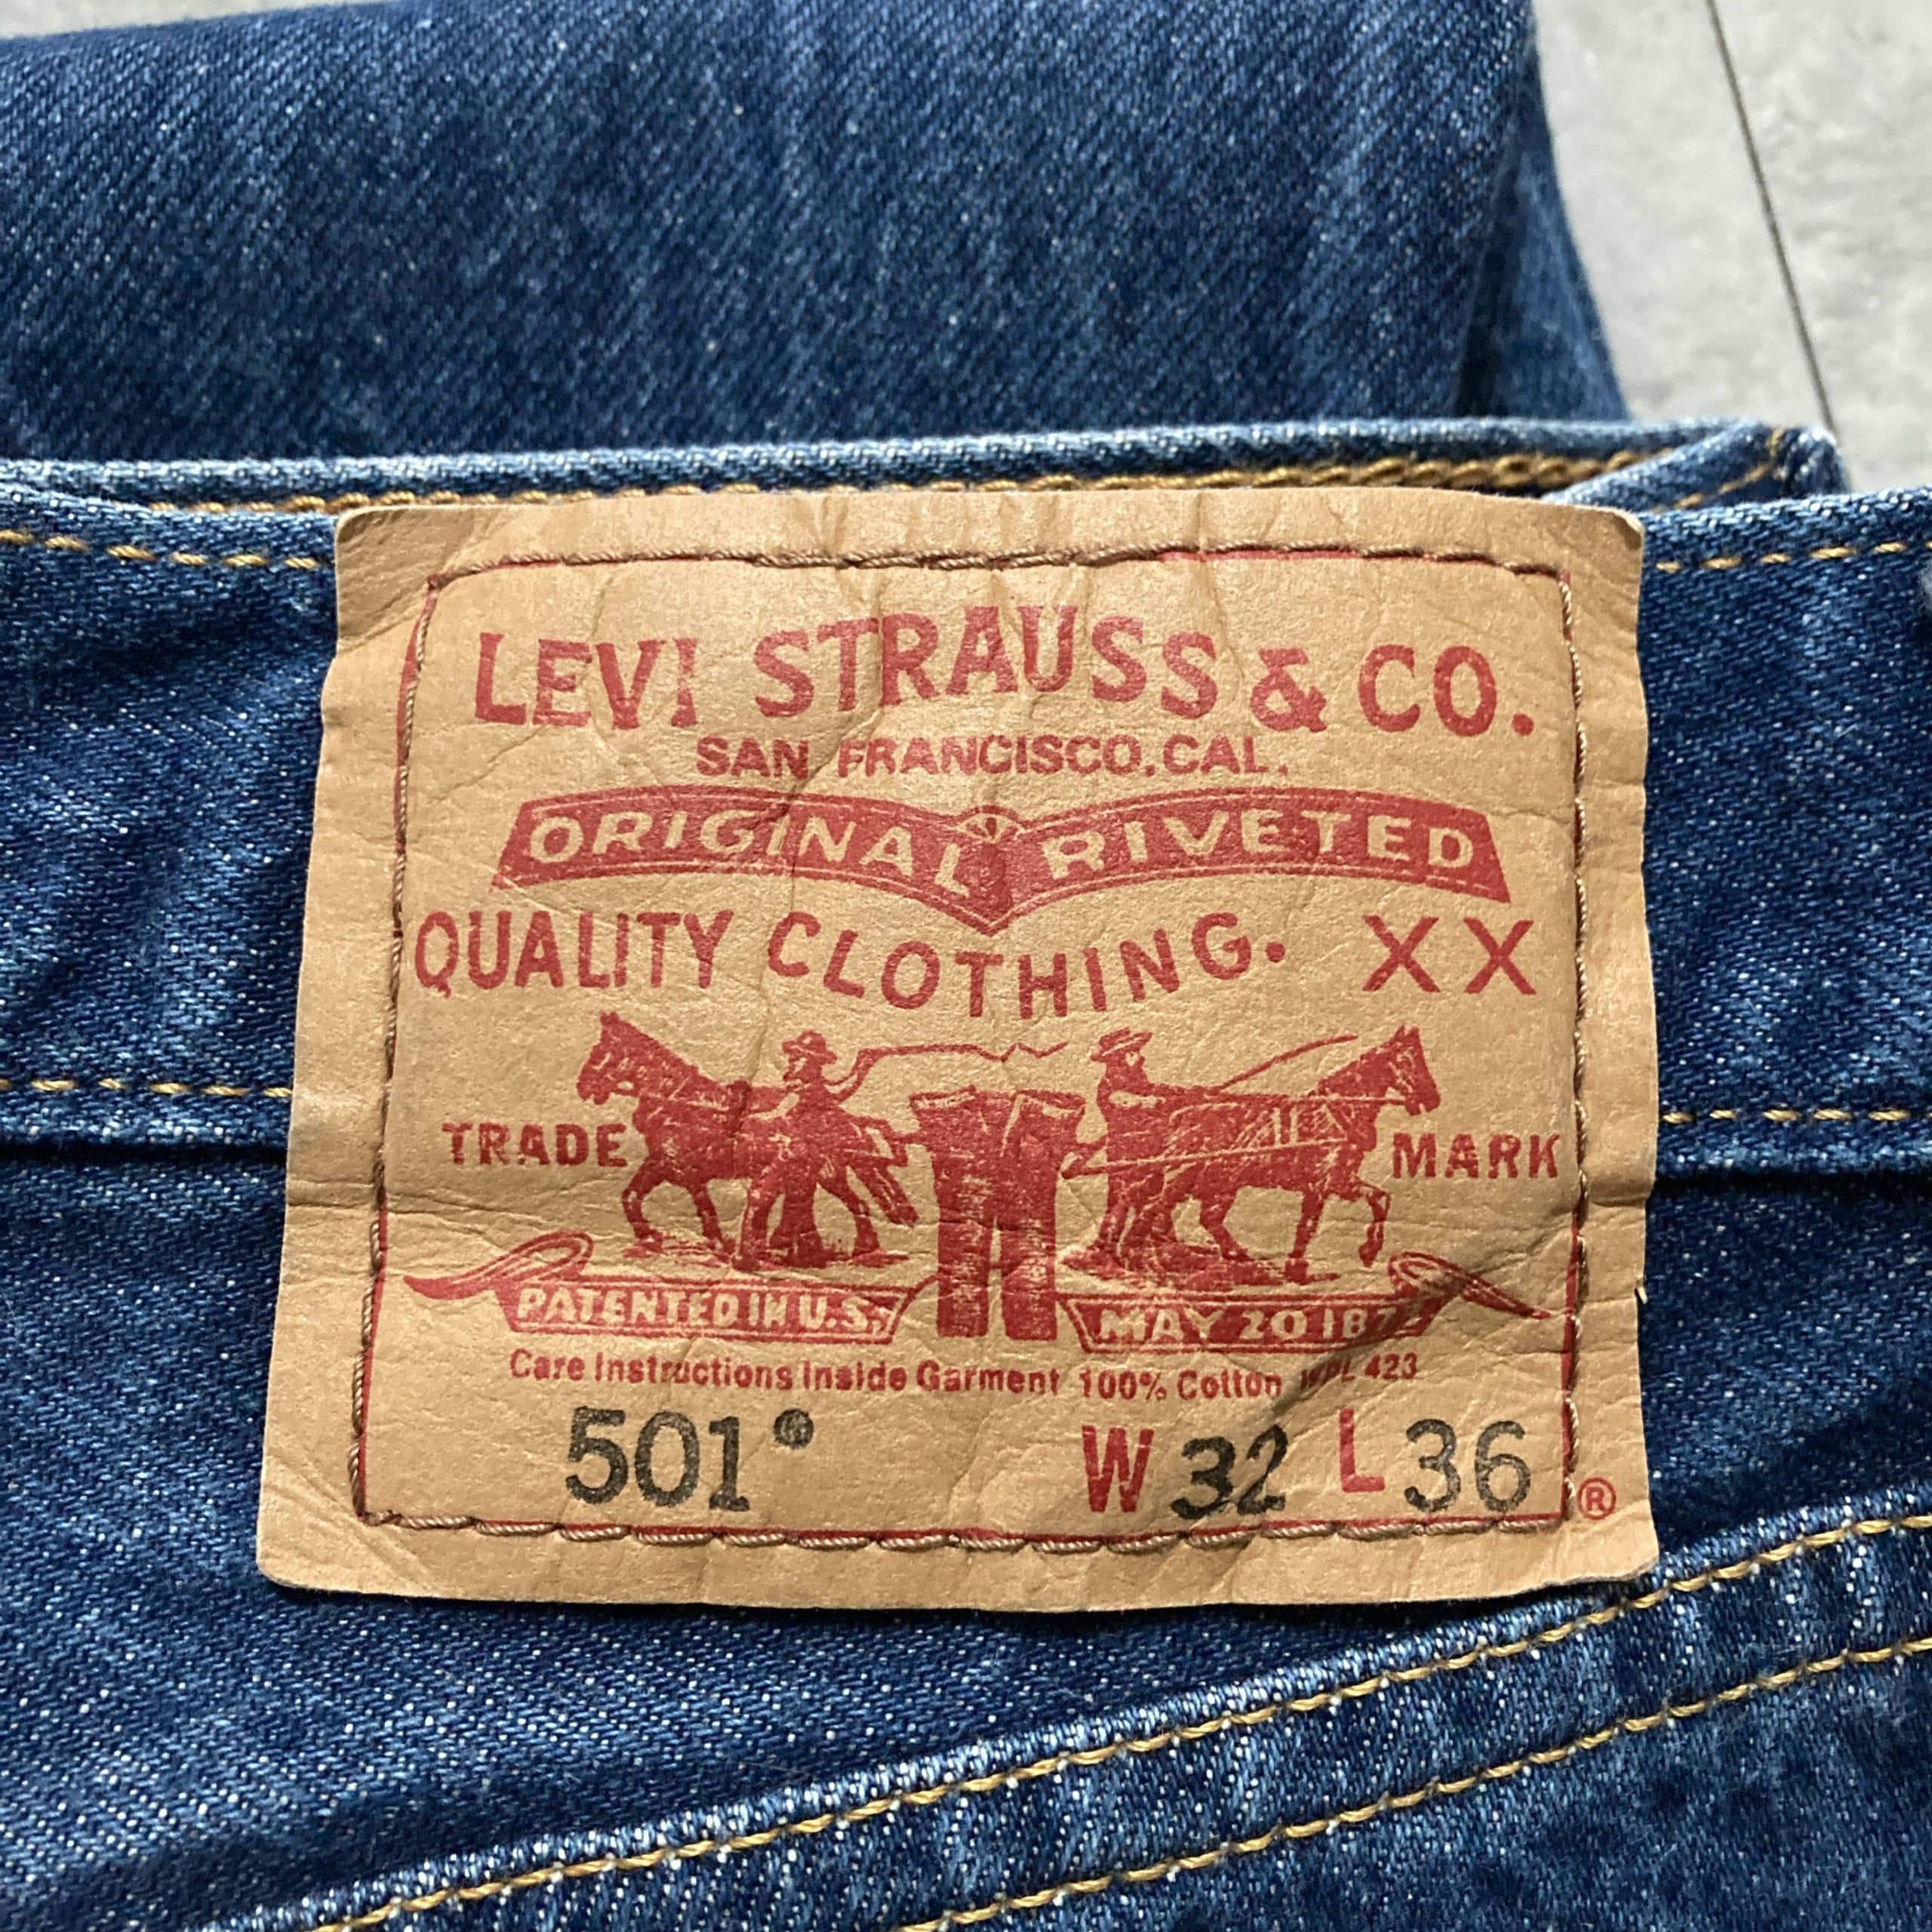 LEVI STRAUSS & CO.
SAN FRANCISCO, CAL.
ORIGINAL RIVETED
QUALITY CLOTHING. XX
TRADE MARK
PATENTED IN U.S. MAY 20 1873
Care Instructions Inside Garment 100% Cotton WPL 423
501® W 32 L 36
®